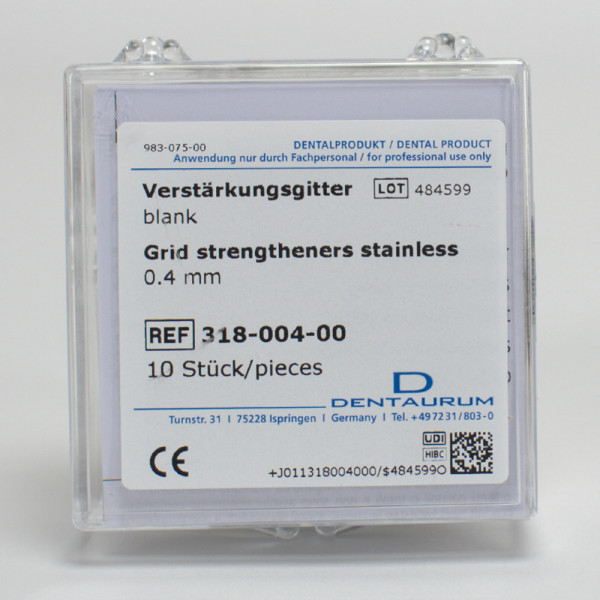 983-075-00
DENTALPRODUKT / DENTAL PRODUCT
Anwendung nur durch Fachpersonal / for professional use only
Verstärkungsgitter LOT 484599
blank
Grid strengtheners stainless
0.4 mm
REF 318-004-00
10 Stück/pieces
D
DENTAURUM
Turnstr. 31 I 75228 Ispringen I Germany I Tel. +497231/803-0
CE
UDI
HIBC
+J011318004000/$484599O